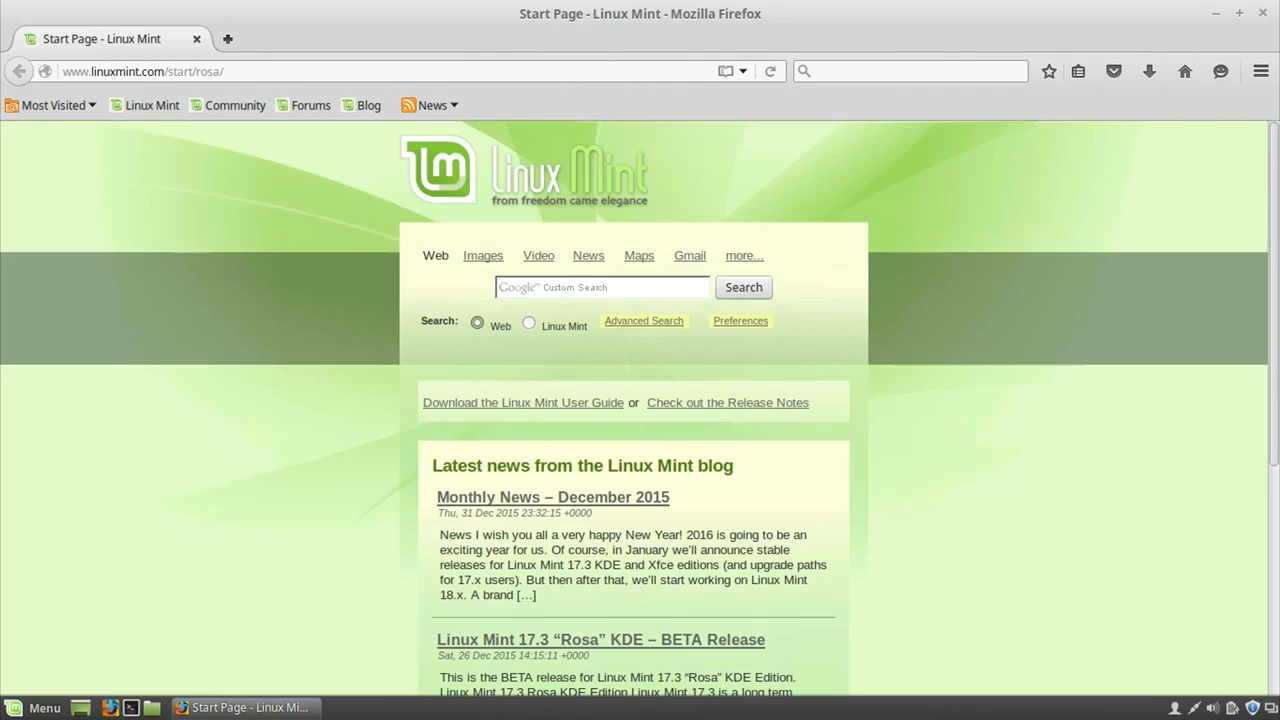 Start Page - Linux Mint - Mozilla Firefox
Start Page - Linux Mint
www.linuxmint.com/start/rosa/
Most Visited Linux Mint Community Forums Blog News
Linux Mint
from freedom came elegance
Web Images Video News Maps Gmail more...
Google™ Custom Search Search
Search: Web Linux Mint Advanced Search Preferences
Download the Linux Mint User Guide or Check out the Release Notes
Latest news from the Linux Mint blog
Monthly News – December 2015
Thu, 31 Dec 2015 23:32:15 +0000
News I wish you all a very happy New Year! 2016 is going to be an
exciting year for us. Of course, in January we’ll announce stable
releases for Linux Mint 17.3 KDE and Xfce editions (and upgrade paths
for 17.x users). But then after that, we’ll start working on Linux Mint
18.x. A brand […]
Linux Mint 17.3 “Rosa” KDE – BETA Release
Sat, 26 Dec 2015 14:15:11 +0000
This is the BETA release for Linux Mint 17.3 “Rosa” KDE Edition.
Linux Mint 17.3 Rosa KDE Edition Linux Mint 17.3 is a long term
Menu Start Page - Linux Mi...